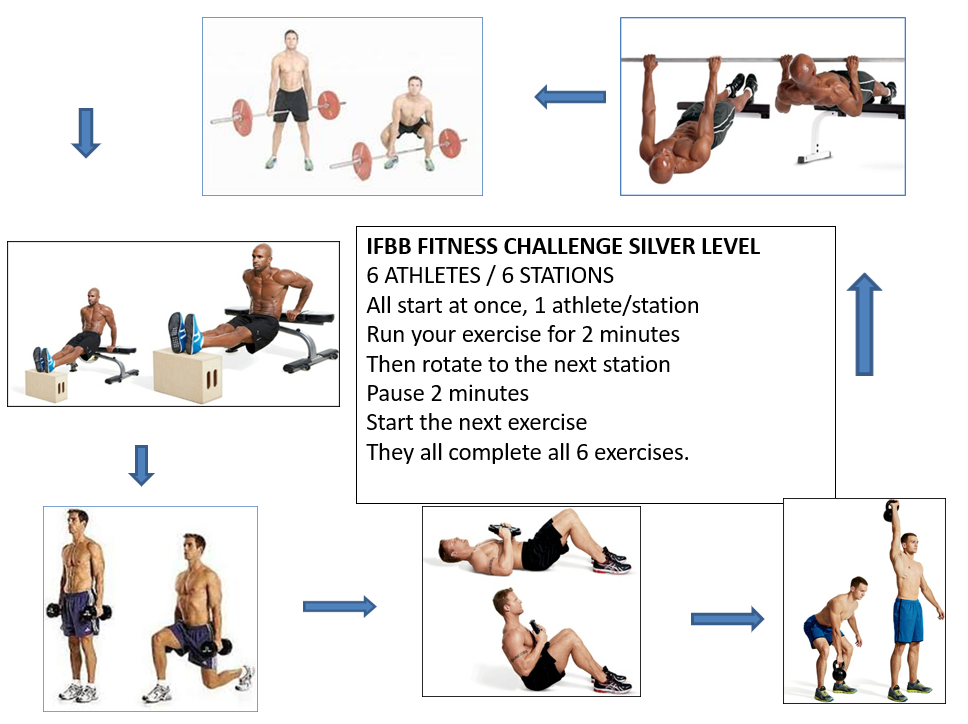 IFBB FITNESS CHALLENGE SILVER LEVEL
6 ATHLETES / 6 STATIONS
All start at once, 1 athlete/station
Run your exercise for 2 minutes
Then rotate to the next station
Pause 2 minutes
Start the next exercise
They all complete all 6 exercises.